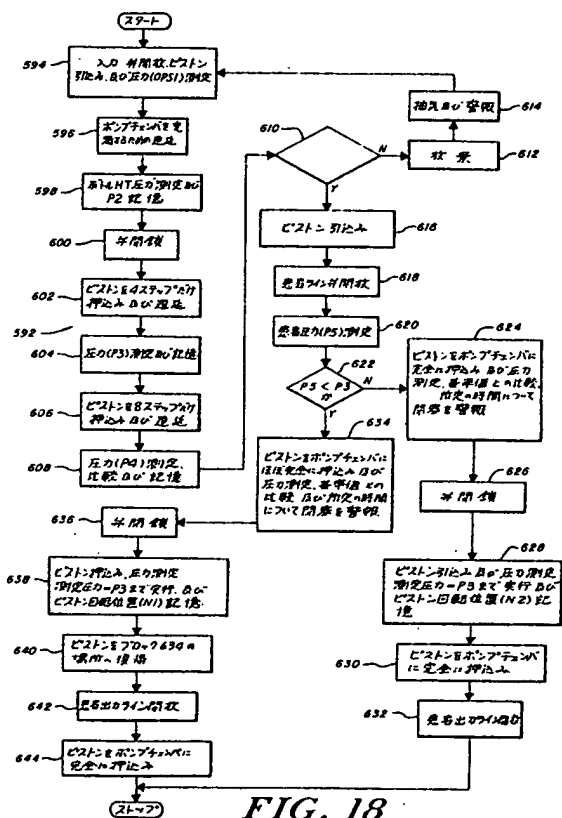 スタート
594
入力弁開放、ピストン
引込み、及び圧力(OPSI)測定
596
ポンプチェンバを充
満するための遅延
598
ボトルHT圧力測定及び
P2記憶
600
弁閉鎖
602
ピストンを4ステップだけ
押込み及び遅延
592
604
圧力(P3)測定及び記憶
606
ピストンを8ステップだけ
押込み及び遅延
608
圧力(P4)測定、
比較及び記憶
610
N
Y
612
614
抽気及び警報
ピストン引込み
616
患者ライン弁開放
618
患者圧力(P5)測定
620
622
P5<P3
か
N
Y
624
ピストンをポンプチェンバに
完全に押込み及び圧力
測定、基準値との比較、
所定の時間について
閉塞を警報
626
弁閉鎖
628
ピストン引込み及び圧力測定
測定圧力=P3まで実行及び
ピストン回転位置(N2)記
憶
630
ピストンをポンプチェンバ
に完全に押込み
632
患者出力ライン
634
ピストンをポンプチェンバに
ほぼ完全に押込み及び
圧力測定、基準値との
比較及び所定の時間
について閉塞を警報
636
弁閉鎖
638
ピストン押込み、圧力測定
測定圧力=P3まで実行、及び
ピストン回転位置(N1)記憶
640
ピストンをブロック634の
場所へ復帰
642
患者出力ライン開放
644
ピストンをポンプチェンバに
完全に押込み
ストップ
FIG. 18